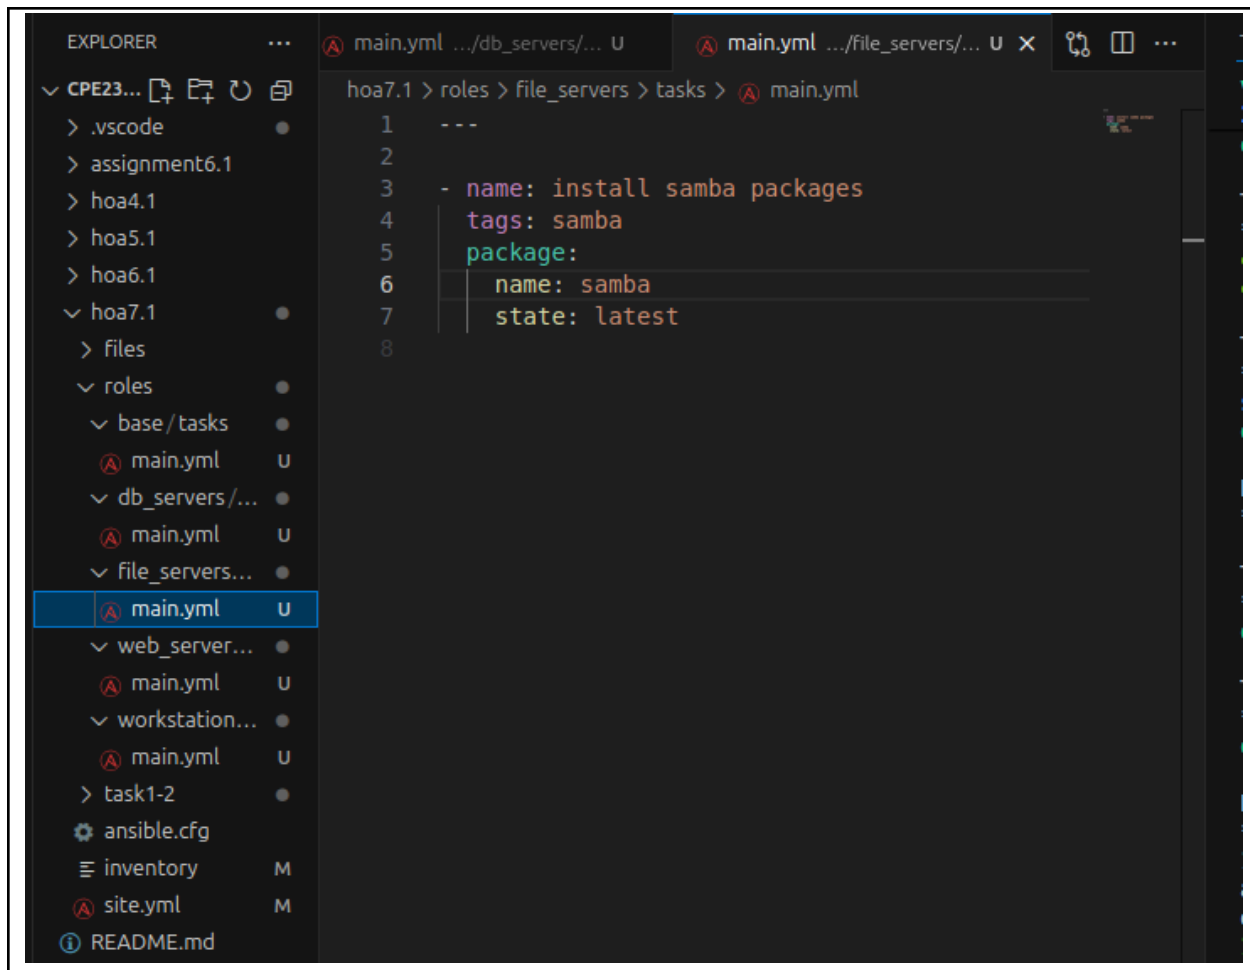 EXPLORER
CPE23...
.vscode
assignment6.1
hoa4.1
hoa5.1
hoa6.1
hoa7.1
files
roles
base/tasks
main.yml U
db_servers/...
main.yml U
file_servers...
main.yml U
web_server...
main.yml U
workstation...
main.yml U
task1-2
ansible.cfg
inventory M
site.yml M
README.md
main.yml .../db_servers/... U
main.yml .../file_servers/... U
hoa7.1 > roles > file_servers > tasks > main.yml
1 ---
2
3 - name: install samba packages
4 tags: samba
5 package:
6 name: samba
7 state: latest
8